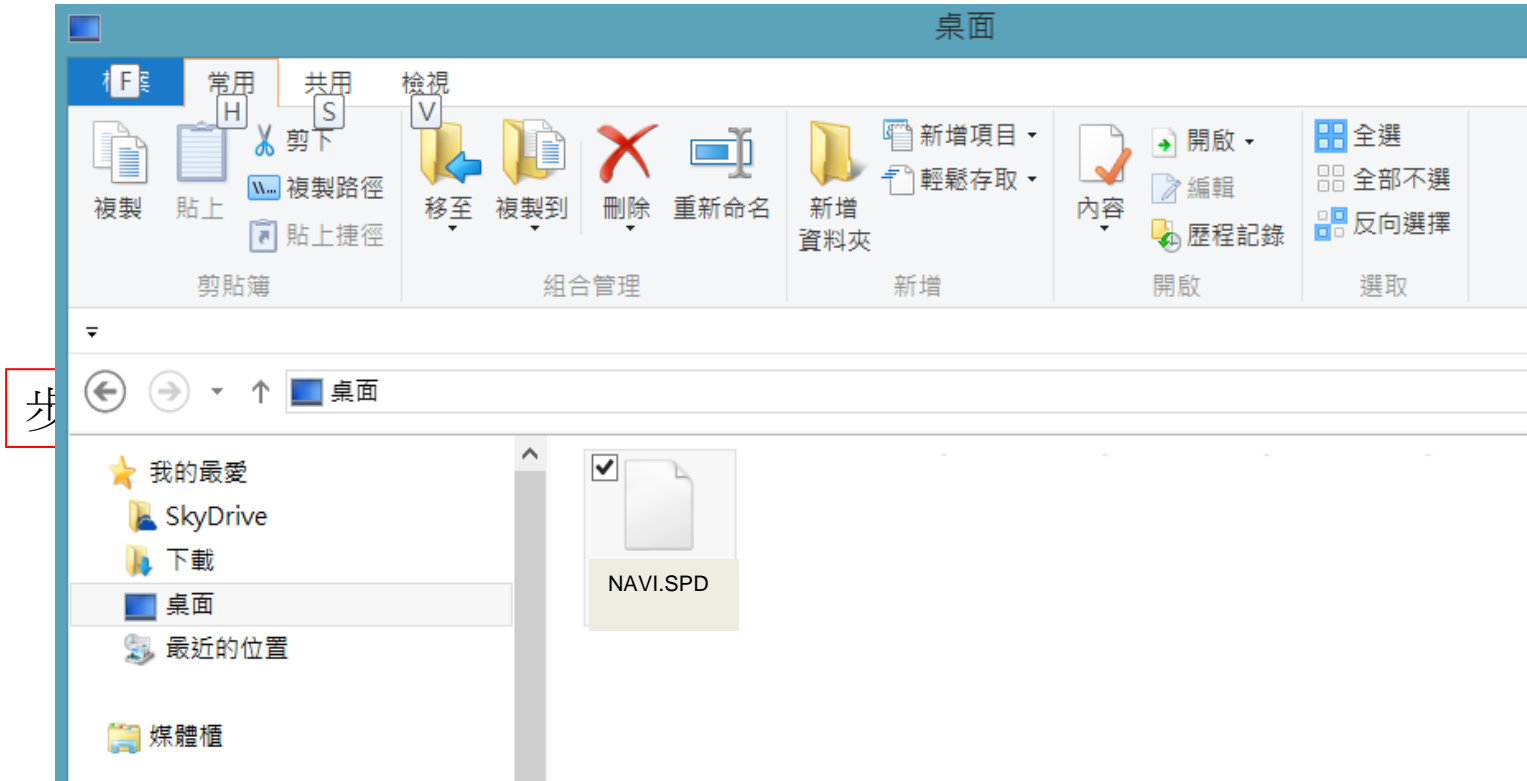 桌面
F
常用 共用 檢視
H S V
複製
貼上
剪下
複製路徑
貼上捷徑
剪貼簿
移至
複製到
刪除
重新命名
組合管理
新增
資料夾
新增項目
輕鬆存取
新增
內容
開啟
編輯
歷程記錄
開啟
全選
全部不選
反向選擇
選取
桌面
我的最愛
SkyDrive
下載
桌面
最近的位置
媒體櫃
NAVI.SPD